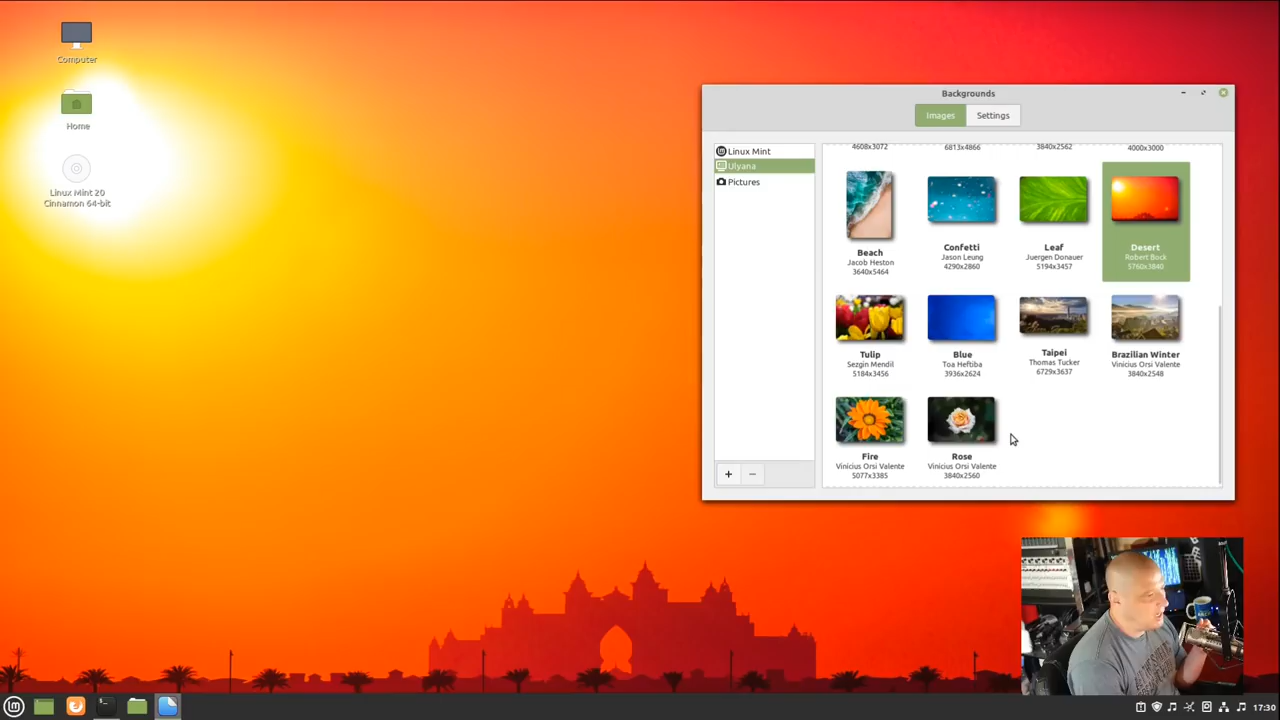 Computer
Home
Linux Mint 20
Cinnamon 64-bit
Backgrounds
Images
Settings
Linux Mint
Ulyana
Pictures
4608x3072
6813x4866
3840x2562
4000x3000
Beach
Jacob Heston
3640x5464
Confetti
Jason Leung
4290x2860
Leaf
Juergen Donauer
5194x3457
Desert
Robert Bock
5760x3840
Tulip
Sezgin Mendil
5184x3456
Blue
Toa Heftiba
3936x2624
Taipei
Thomas Tucker
6729x3637
Brazilian Winter
Vinicius Orsi Valente
3840x2548
Fire
Vinicius Orsi Valente
5077x3385
Rose
Vinicius Orsi Valente
3840x2560
17:30